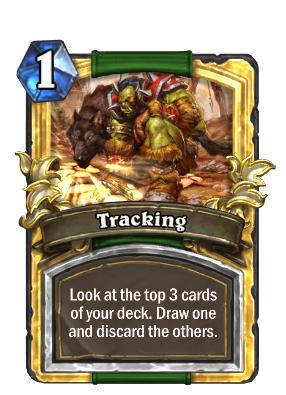 1
Tracking
Look at the top 3 cards
of your deck. Draw one
and discard the others.